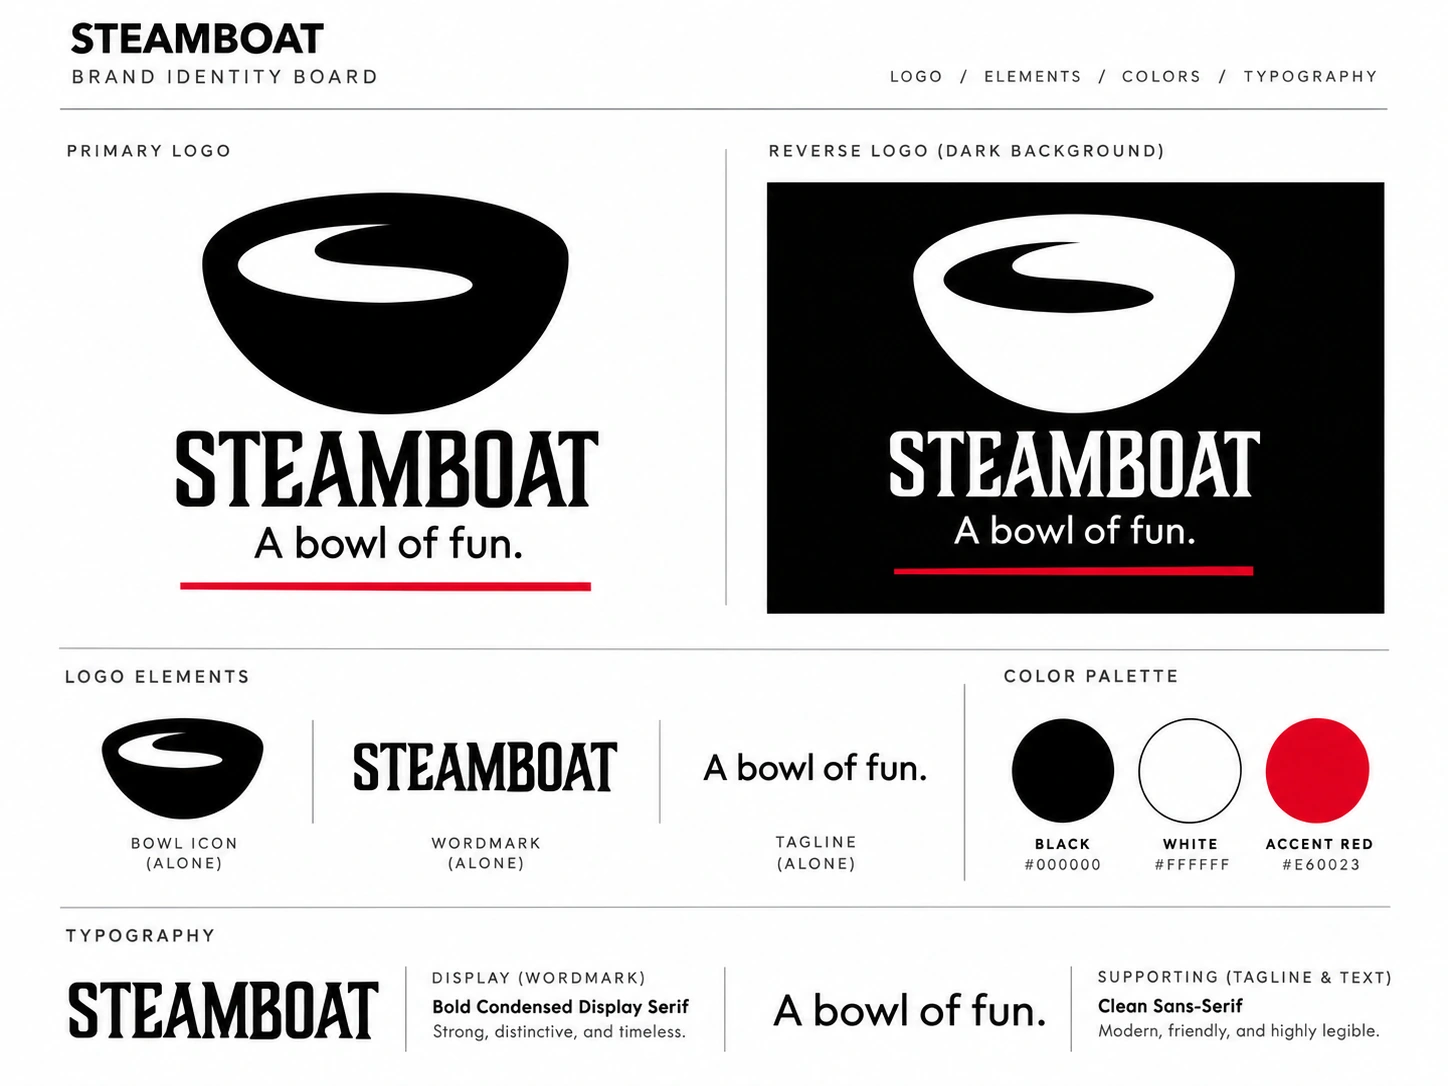 STEAMBOAT
BRAND IDENTITY BOARD
LOGO / ELEMENTS / COLORS / TYPOGRAPHY
PRIMARY LOGO
STEAMBOAT
A bowl of fun.
REVERSE LOGO (DARK BACKGROUND)
STEAMBOAT
A bowl of fun.
LOGO ELEMENTS
BOWL ICON
(ALONE)
STEAMBOAT
WORDMARK
(ALONE)
A bowl of fun.
TAGLINE
(ALONE)
COLOR PALETTE
BLACK
#000000
WHITE
#FFFFFF
ACCENT RED
#E60023
TYPOGRAPHY
STEAMBOAT
DISPLAY (WORDMARK)
Bold Condensed Display Serif
Strong, distinctive, and timeless.
A bowl of fun.
SUPPORTING (TAGLINE & TEXT)
Clean Sans-Serif
Modern, friendly, and highly legible.